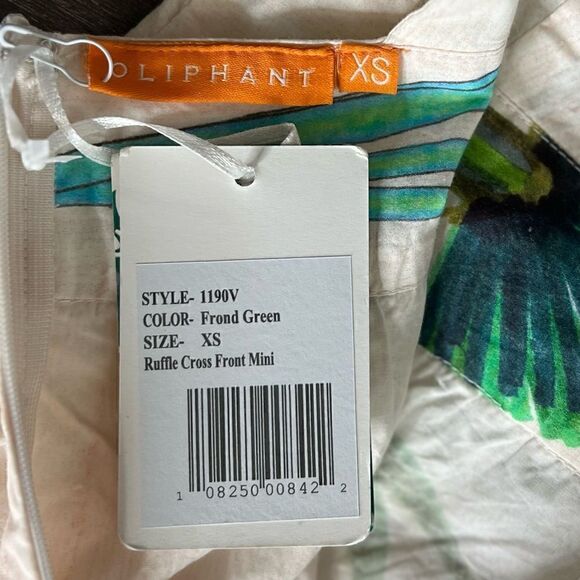 OLIPHANT
XS
STYLE- 1190V
COLOR- Frond Green
SIZE- XS
Ruffle Cross Front Mini
1 08250 00842 2